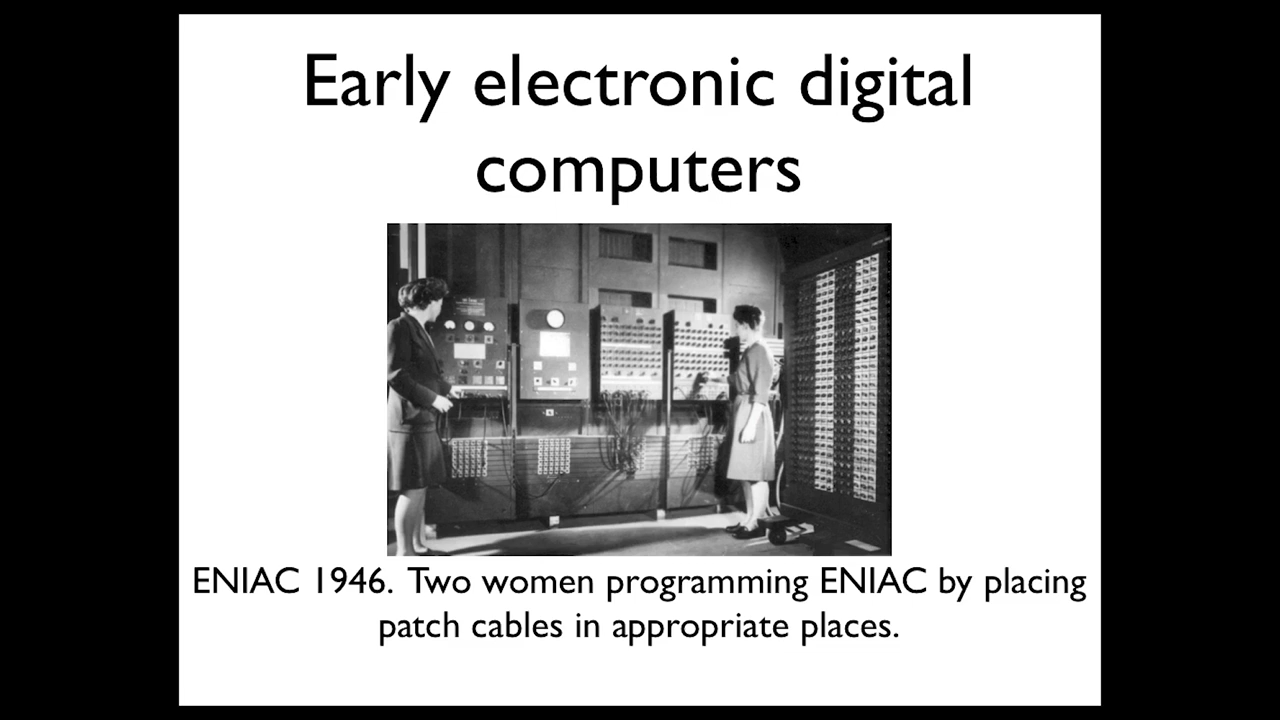 Early electronic digital
computers
ENIAC 1946. Two women programming ENIAC by placing
patch cables in appropriate places.